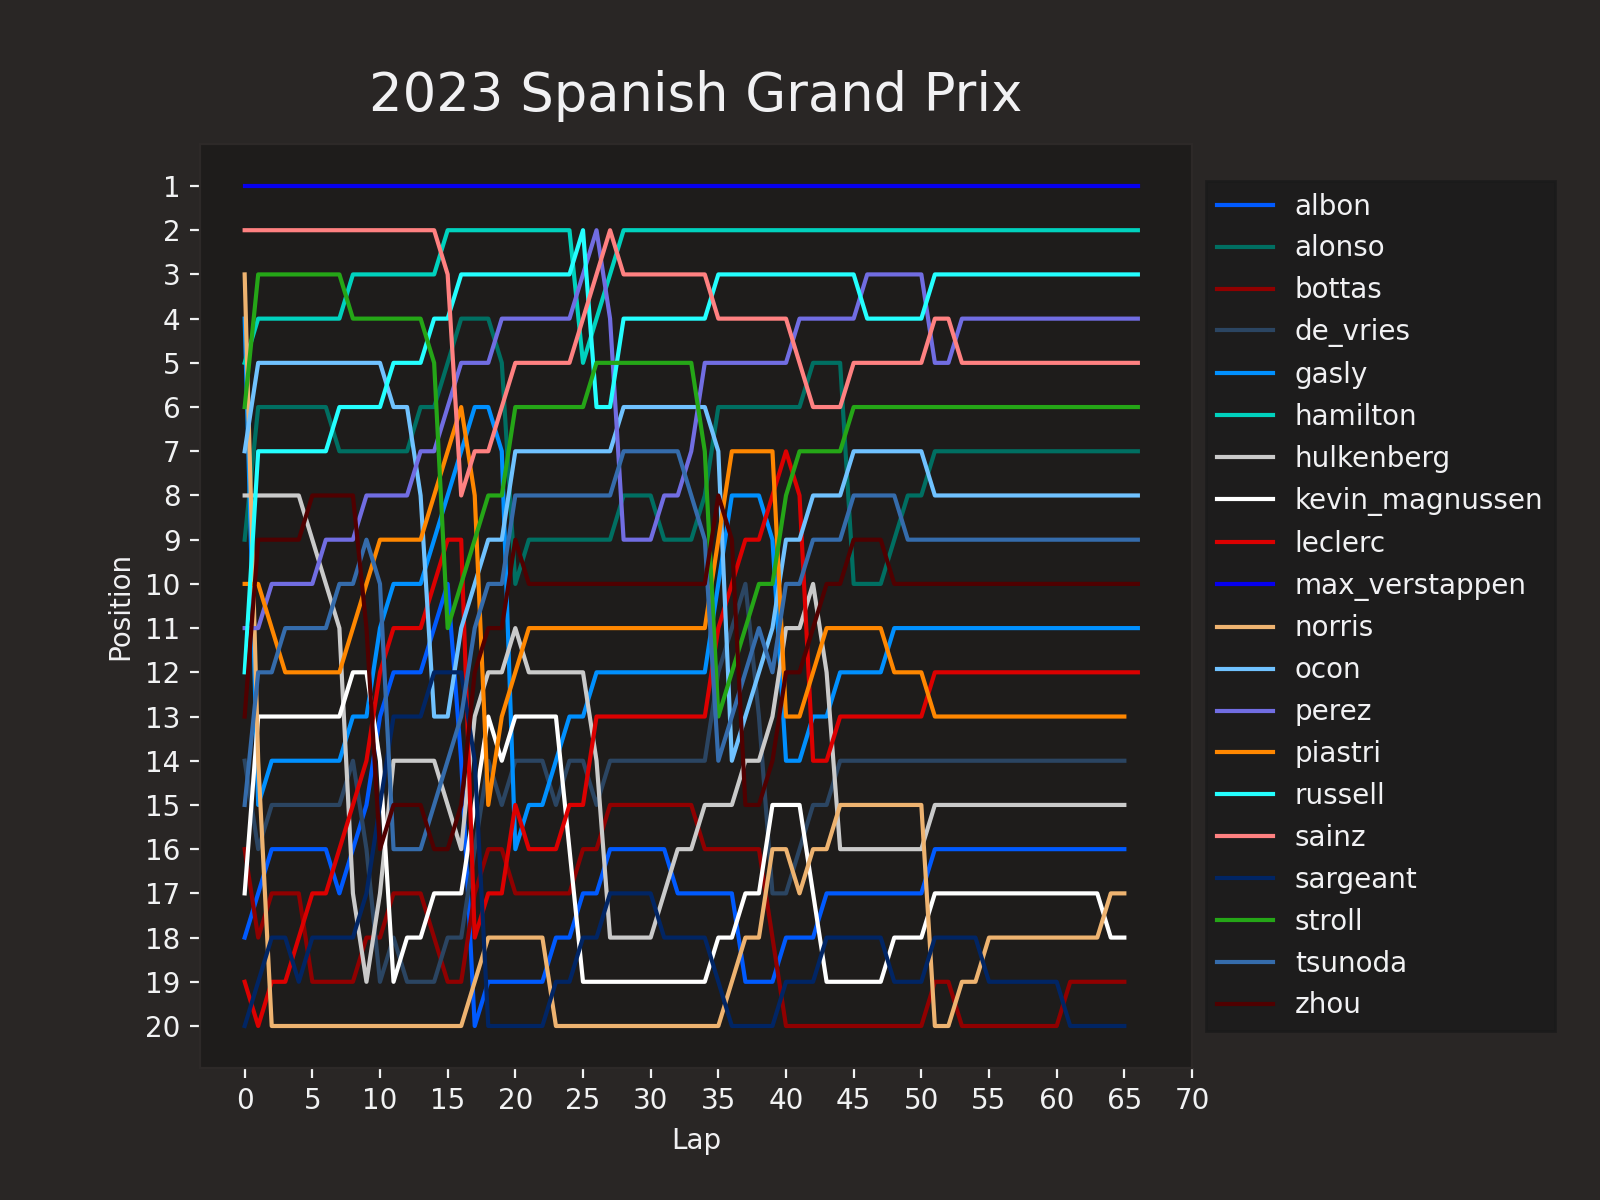 2023 Spanish Grand Prix
Position
1
2
3
4
5
6
7
8
9
10
11
12
13
14
15
16
17
18
19
20
0 5 10 15 20 25 30 35 40 45 50 55 60 65 70
Lap
albon
alonso
bottas
de_vries
gasly
hamilton
hulkenberg
kevin_magnussen
leclerc
max_verstappen
norris
ocon
perez
piastri
russell
sainz
sargeant
stroll
tsunoda
zhou